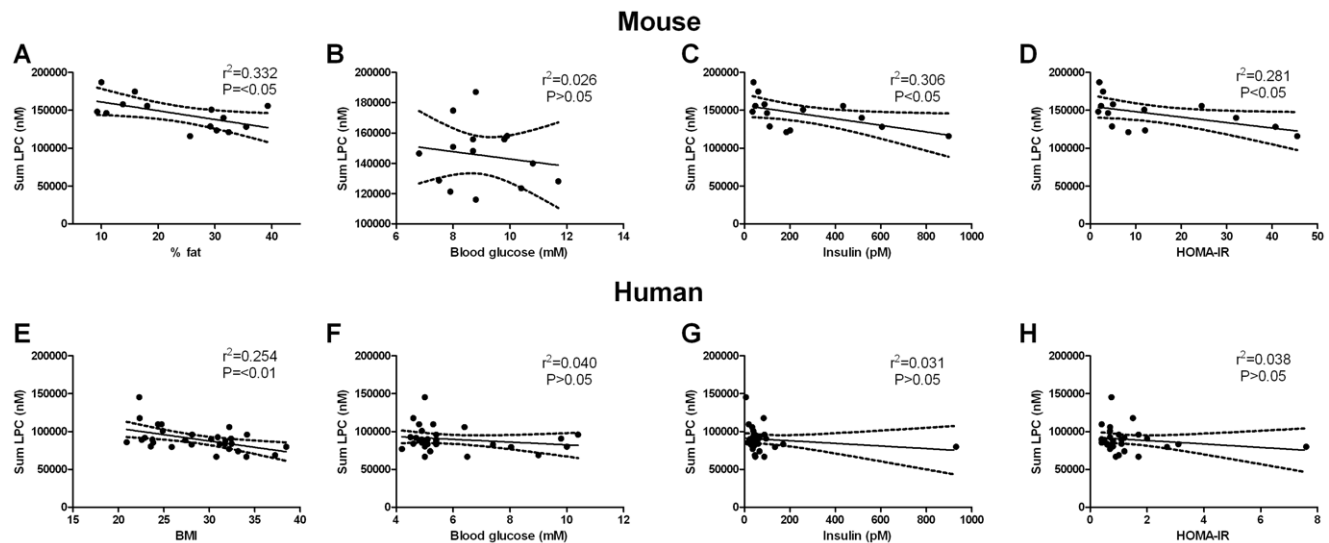 Mouse
A
r²=0.332
P=<0.05
Sum LPC (nM)
200000
150000
100000
50000
0
10 20 30 40
% fat
B
r²=0.026
P>0.05
Sum LPC (nM)
200000
180000
160000
140000
120000
100000
6 8 10 12 14
Blood glucose (mM)
C
r²=0.306
P<0.05
Sum LPC (nM)
200000
150000
100000
50000
0
0 200 400 600 800 1000
Insulin (pM)
D
r²=0.281
P<0.05
Sum LPC (nM)
200000
150000
100000
50000
0
0 10 20 30 40 50
HOMA-IR
Human
E
r²=0.254
P=<0.01
Sum LPC (nM)
200000
150000
100000
50000
0
15 20 25 30 35 40
BMI
F
r²=0.040
P>0.05
Sum LPC (nM)
200000
150000
100000
50000
0
4 6 8 10 12
Blood glucose (mM)
G
r²=0.031
P>0.05
Sum LPC (nM)
200000
150000
100000
50000
0
0 200 400 600 800 1000
Insulin (pM)
H
r²=0.038
P>0.05
Sum LPC (nM)
200000
150000
100000
50000
0
0 2 4 6 8
HOMA-IR